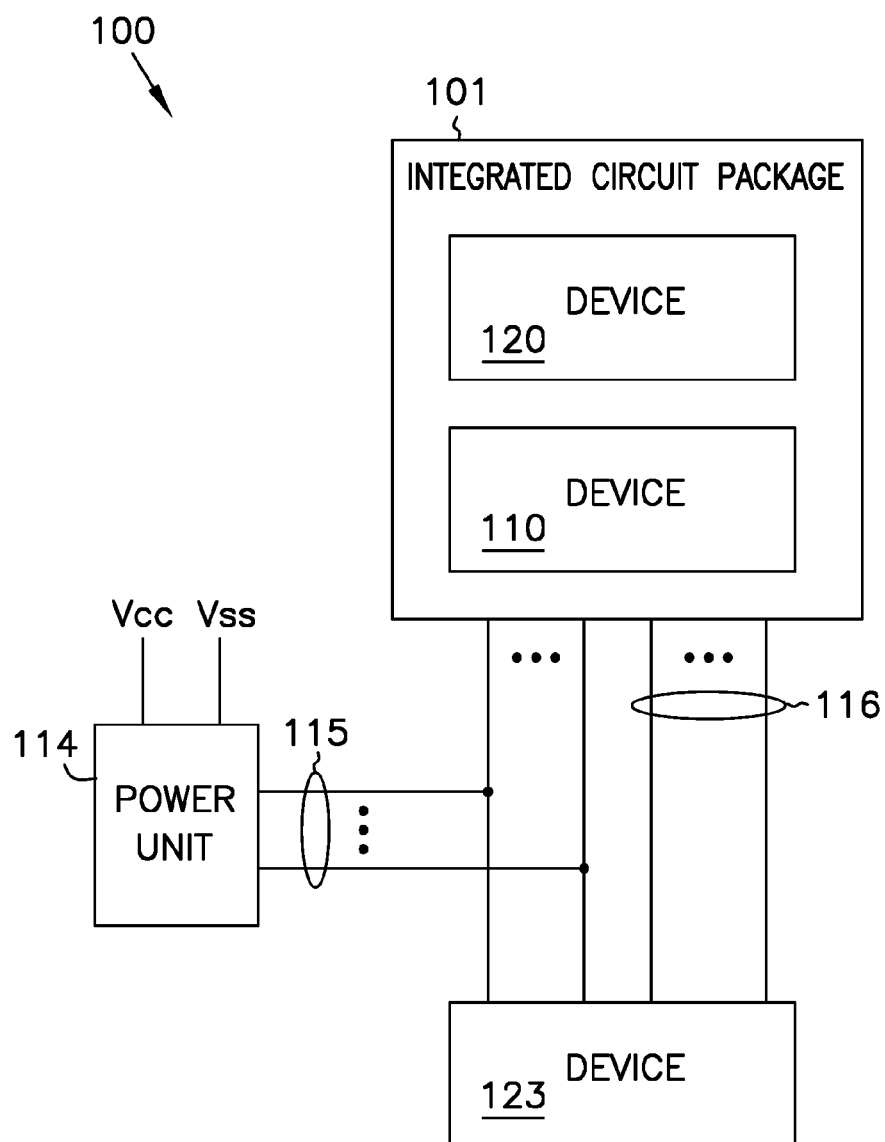 100
101
INTEGRATED CIRCUIT PACKAGE
DEVICE
120
DEVICE
110
Vcc Vss
116
114
115
POWER
UNIT
DEVICE
123